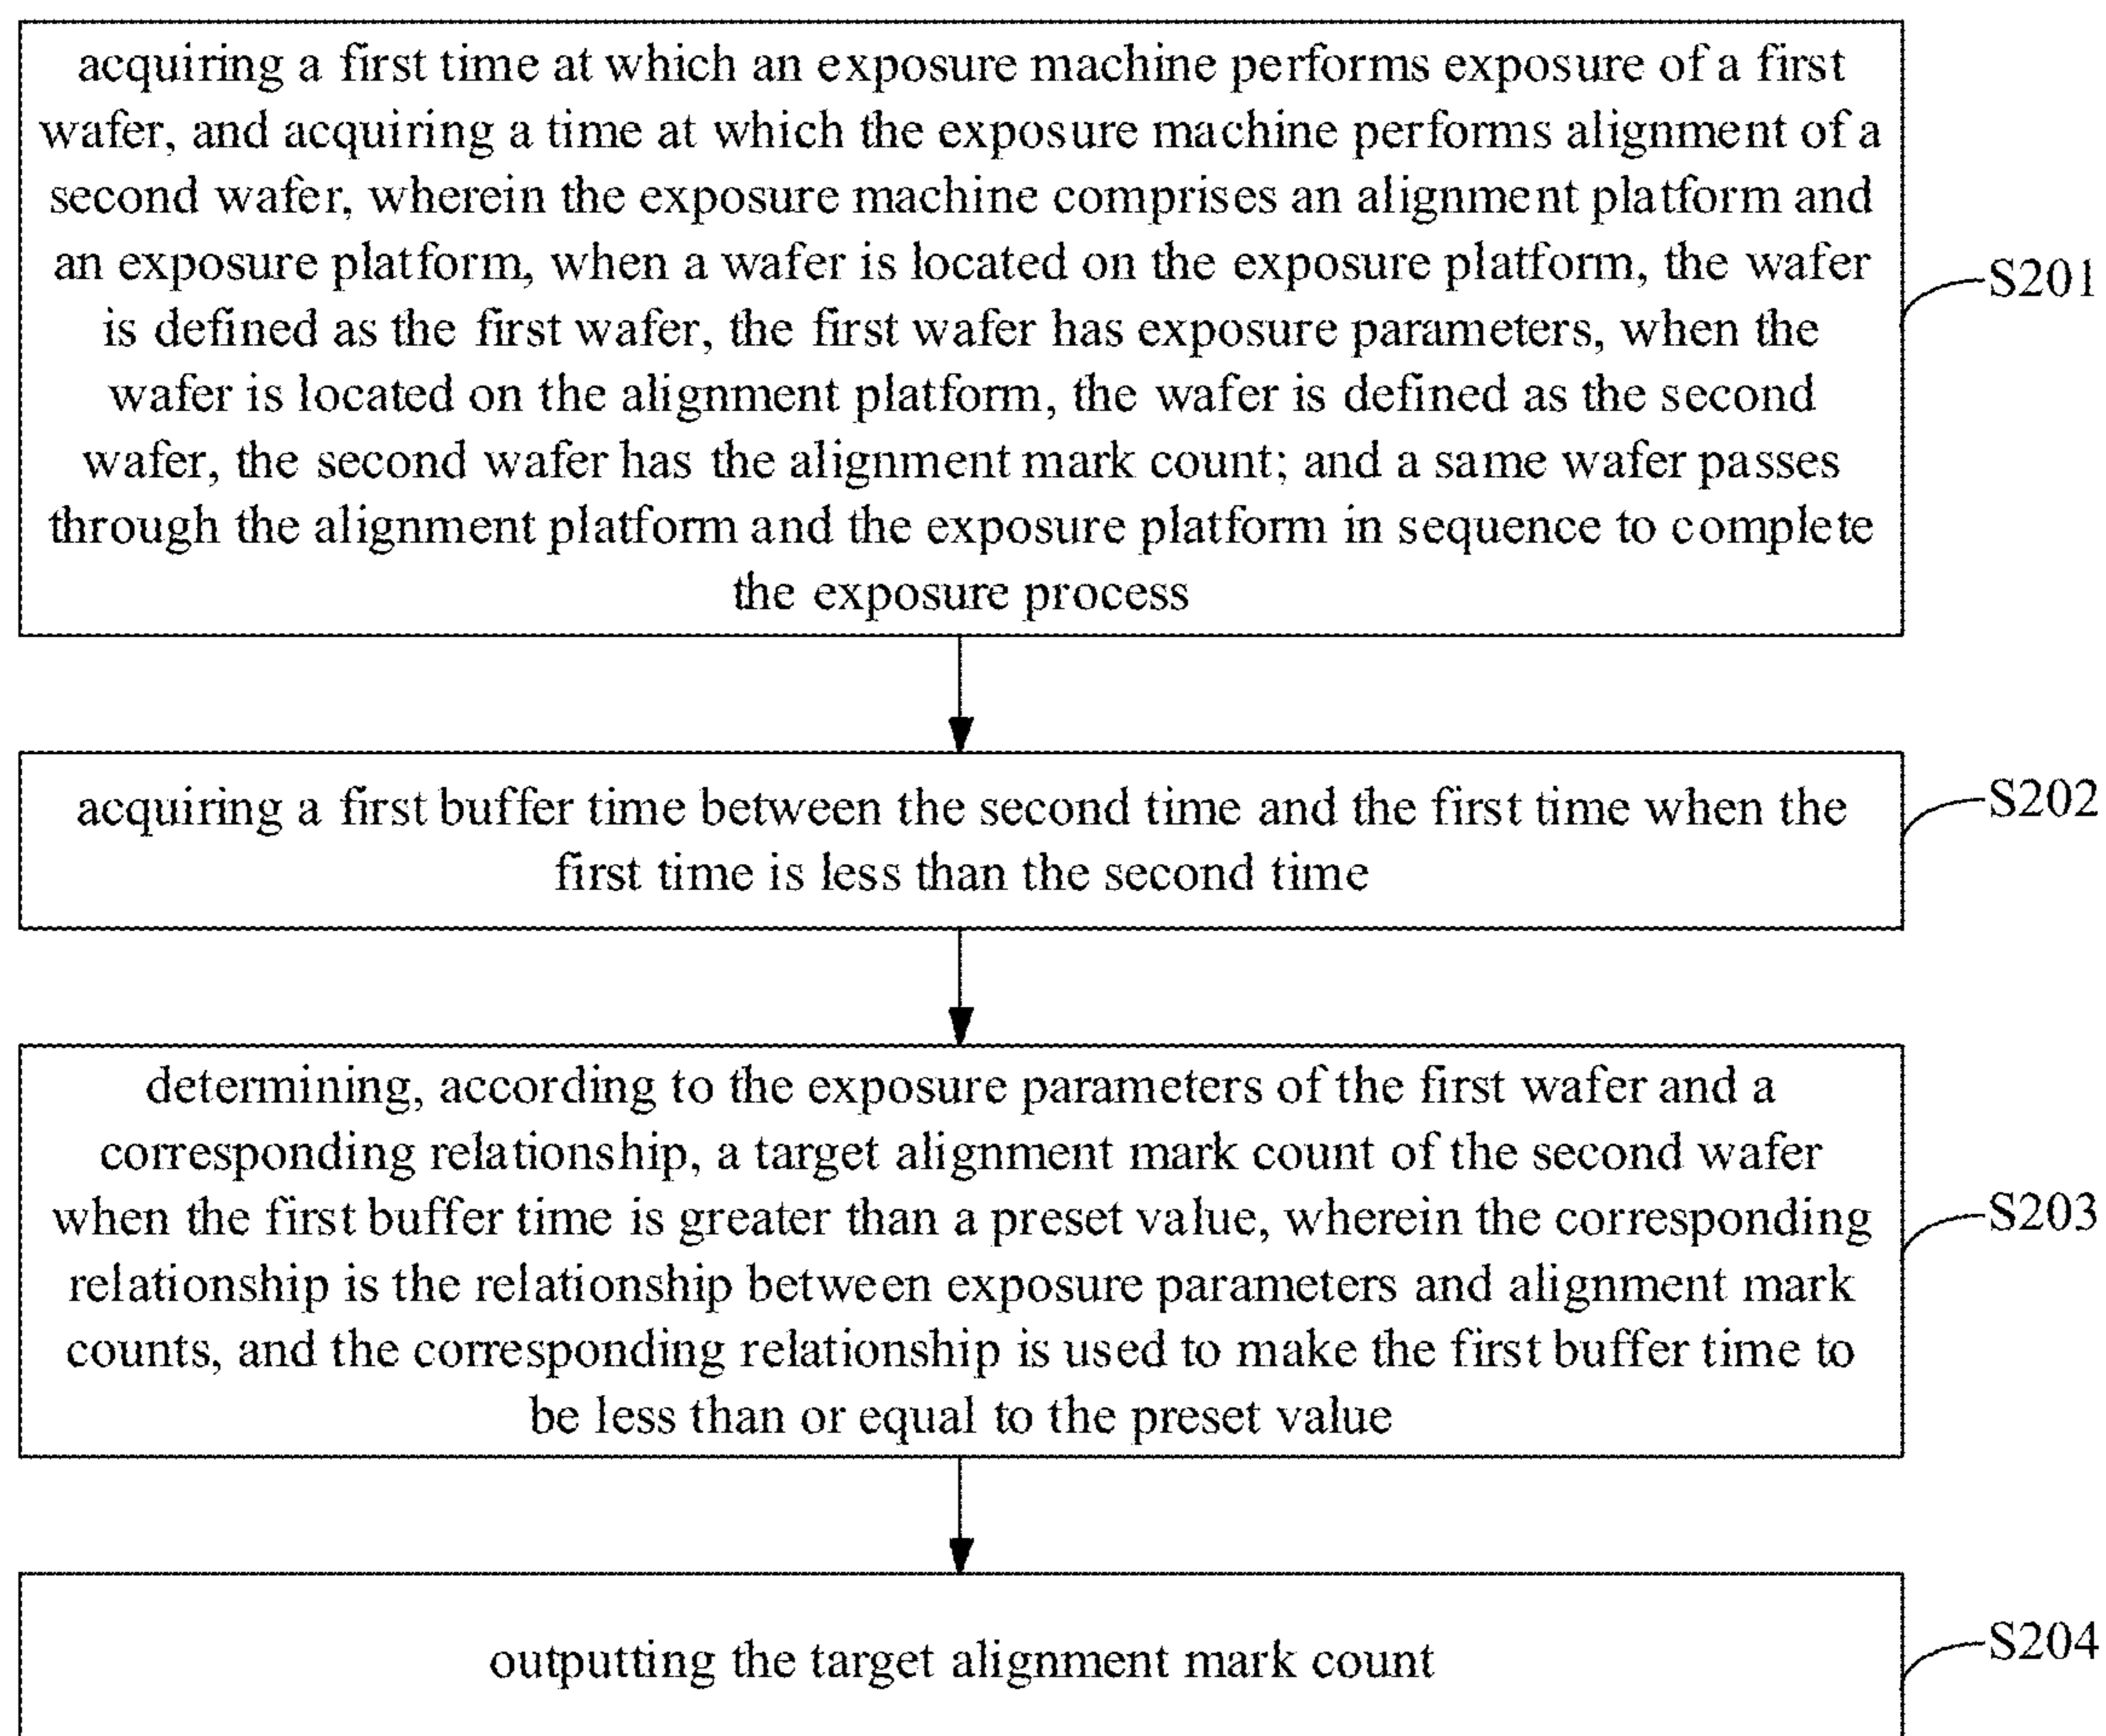 acquiring a first time at which an exposure machine performs exposure of a first
wafer, and acquiring a time at which the exposure machine performs alignment of a
second wafer, wherein the exposure machine comprises an alignment platform and
an exposure platform, when a wafer is located on the exposure platform, the wafer
is defined as the first wafer, the first wafer has exposure parameters, when the
wafer is located on the alignment platform, the wafer is defined as the second
wafer, the second wafer has the alignment mark count; and a same wafer passes
through the alignment platform and the exposure platform in sequence to complete
the exposure process
S201
acquiring a first buffer time between the second time and the first time when the
first time is less than the second time
S202
determining, according to the exposure parameters of the first wafer and a
corresponding relationship, a target alignment mark count of the second wafer
when the first buffer time is greater than a preset value, wherein the corresponding
relationship is the relationship between exposure parameters and alignment mark
counts, and the corresponding relationship is used to make the first buffer time to
be less than or equal to the preset value
S203
outputting the target alignment mark count
S204